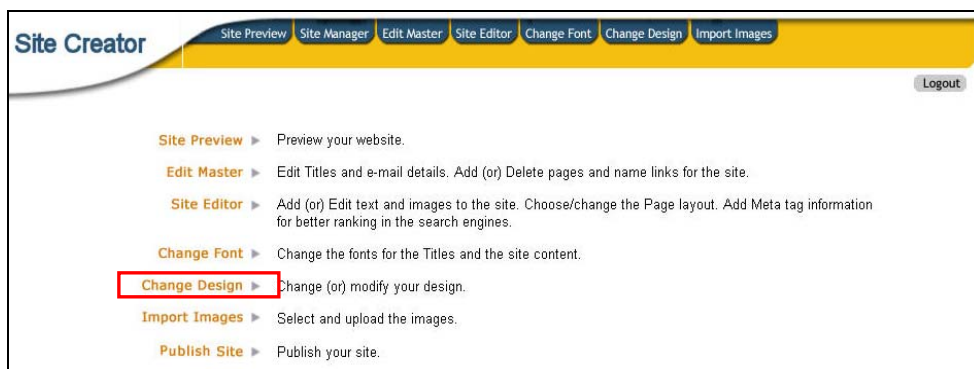 Site Creator
Site Preview Site Manager Edit Master Site Editor Change Font Change Design Import Images
Logout
Site Preview Preview your website.
Edit Master Edit Titles and e-mail details. Add (or) Delete pages and name links for the site.
Site Editor Add (or) Edit text and images to the site. Choose/change the Page layout. Add Meta tag information
for better ranking in the search engines.
Change Font Change the fonts for the Titles and the site content.
Change Design Change (or) modify your design.
Import Images Select and upload the images.
Publish Site Publish your site.